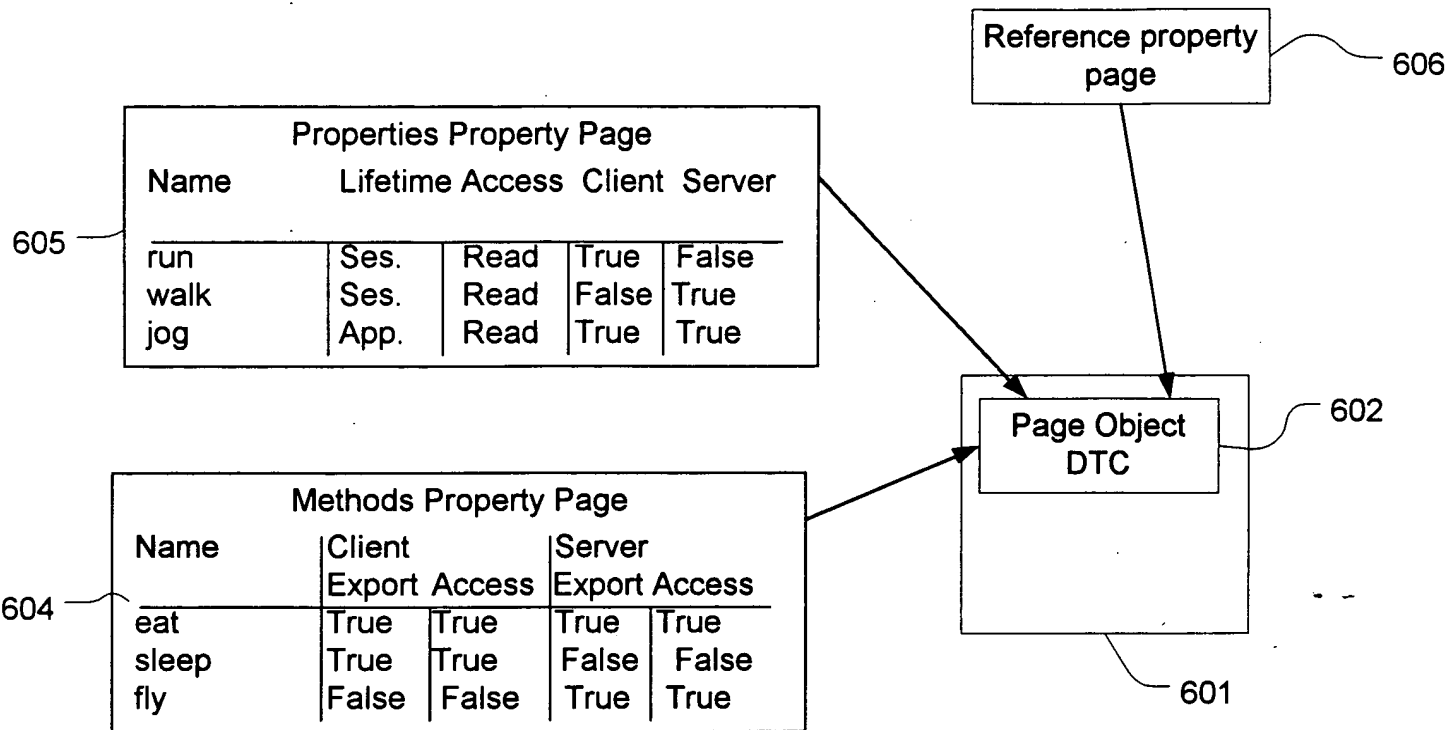 Reference property
page
606
Properties Property Page
Name Lifetime Access Client Server
605
run Ses. Read True False
walk Ses. Read False True
jog App. Read True True
Page Object
DTC
602
Methods Property Page
Name Client Server
Export Access Export Access
604
eat True True True True
sleep True True False False
fly False False True True
601